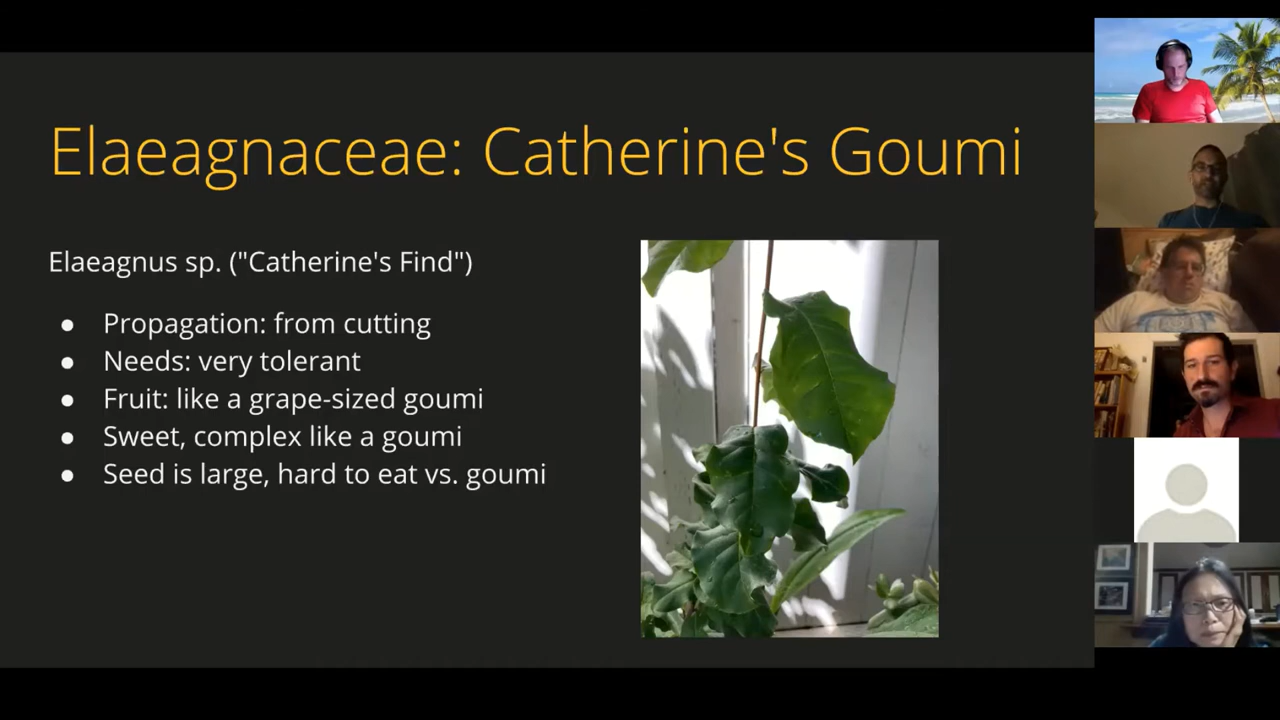 Elaeagnaceae: Catherine's Goumi
Elaeagnus sp. ("Catherine's Find")
● Propagation: from cutting
● Needs: very tolerant
● Fruit: like a grape-sized goumi
● Sweet, complex like a goumi
● Seed is large, hard to eat vs. goumi